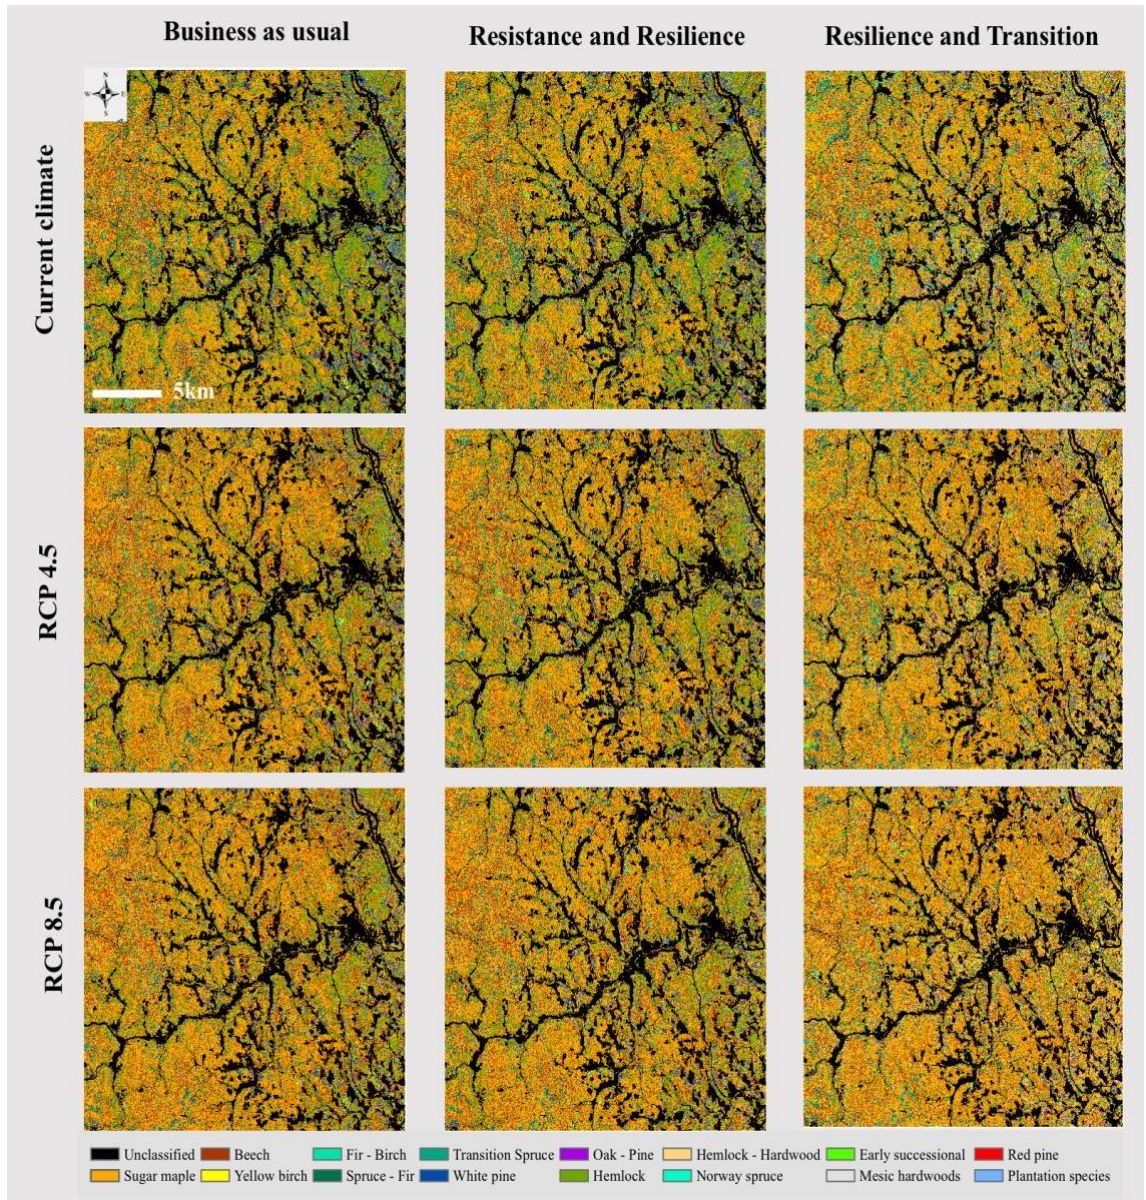 Business as usual
Resistance and Resilience
Resilience and Transition
Current climate
N
W E
S
5km
RCP 4.5
RCP 8.5
Unclassified Beech Fir - Birch Transition Spruce Oak - Pine Hemlock - Hardwood Early successional Red pine
Sugar maple Yellow birch Spruce - Fir White pine Hemlock Norway spruce Mesic hardwoods Plantation species